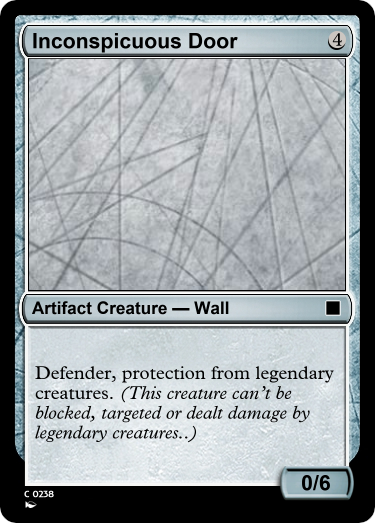 Inconspicuous Door 4
Artifact Creature — Wall
Defender, protection from legendary
creatures. (This creature can't be
blocked, targeted or dealt damage by
legendary creatures..)
0/6
C 0238